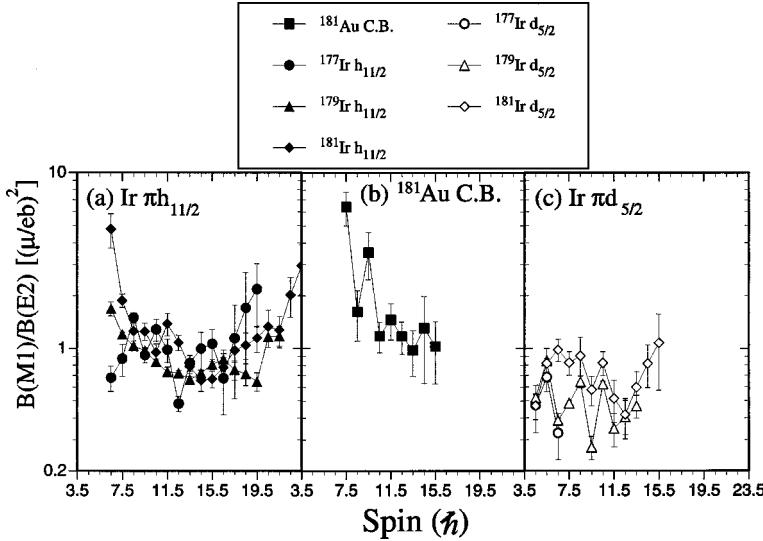 181Au C.B.
177Ir h11/2
179Ir h11/2
181Ir h11/2
177Ir d5/2
179Ir d5/2
181Ir d5/2
B(M1)/B(E2) [(μ/eb)2]
10
1
0.2
(a) Ir πh11/2
(b) 181Au C.B.
(c) Ir πd5/2
3.5 7.5 11.5 15.5 19.5 3.5 7.5 11.5 15.5 19.5 3.5 7.5 11.5 15.5 19.5 23.5
Spin (ℏ)